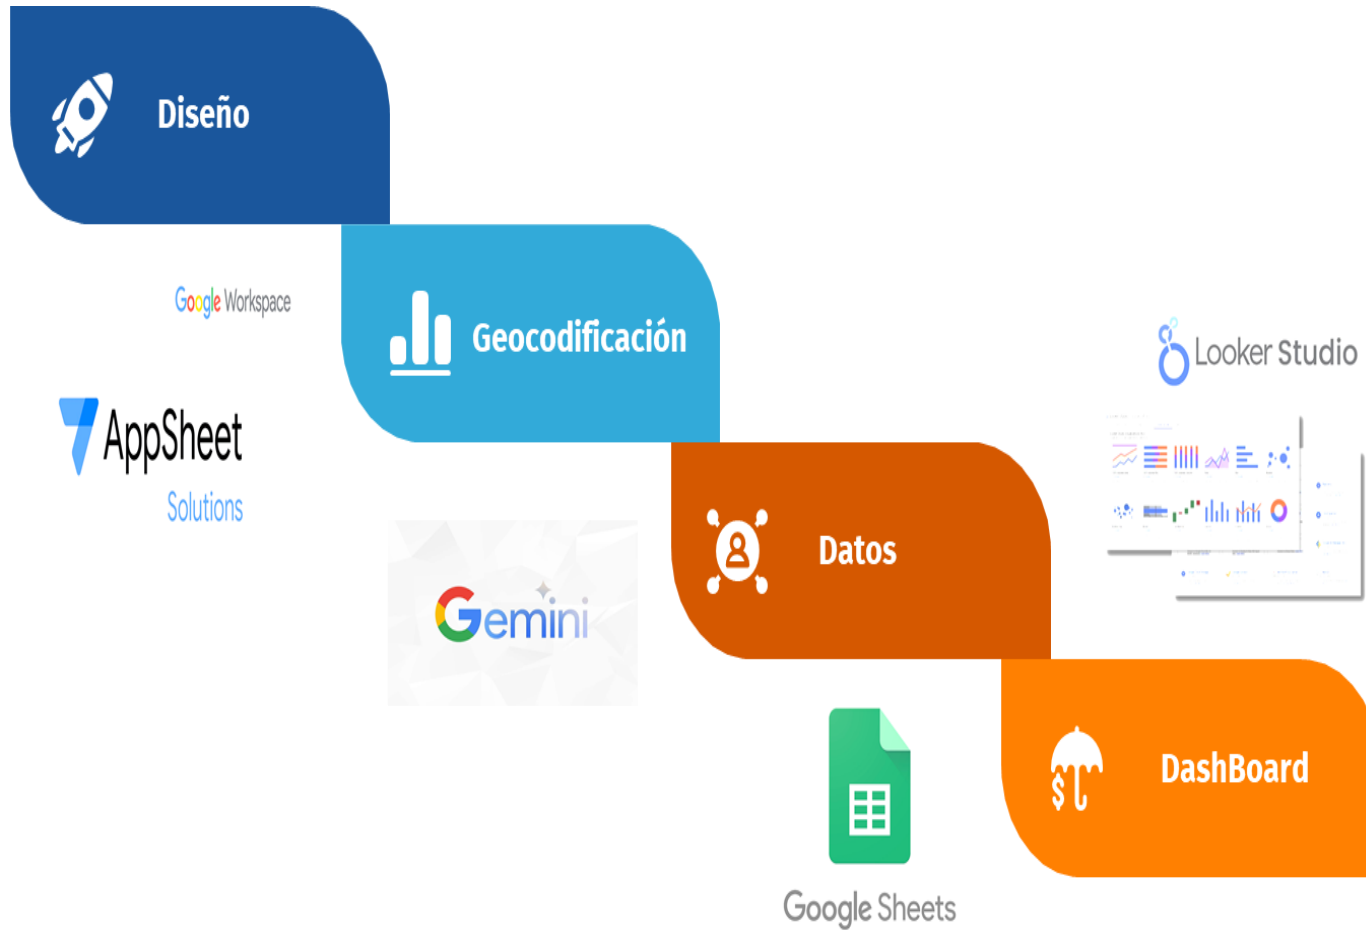 Diseño
Google Workspace
AppSheet
Solutions
Geocodificación
Gemini
Datos
Google Sheets
Looker Studio
DashBoard
$